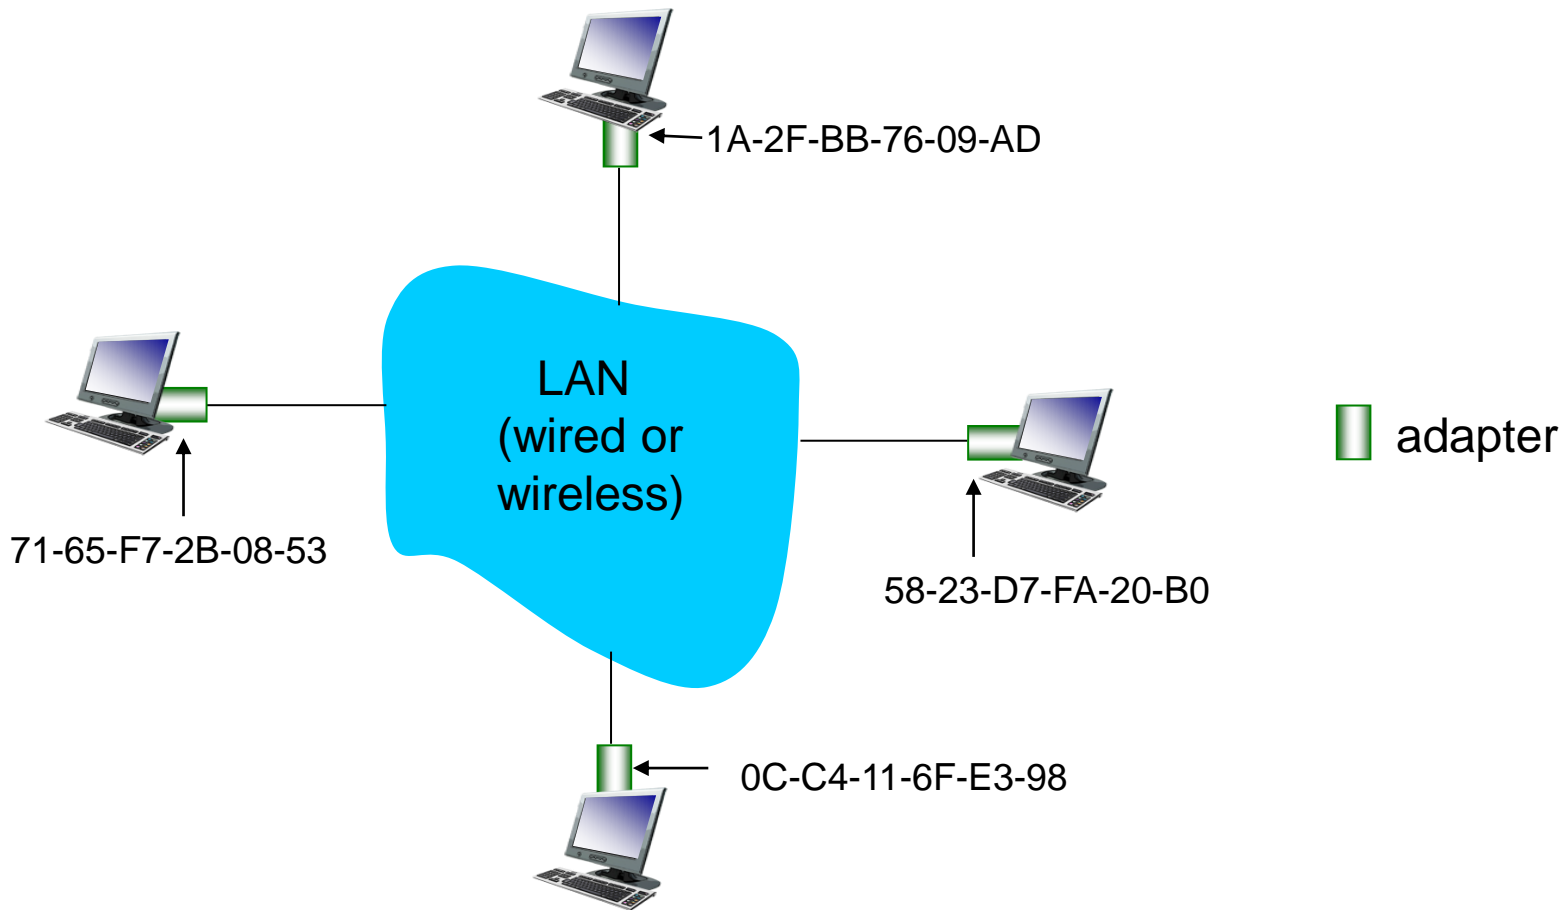 1A-2F-BB-76-09-AD
LAN
(wired or
wireless)
adapter
71-65-F7-2B-08-53
58-23-D7-FA-20-B0
0C-C4-11-6F-E3-98